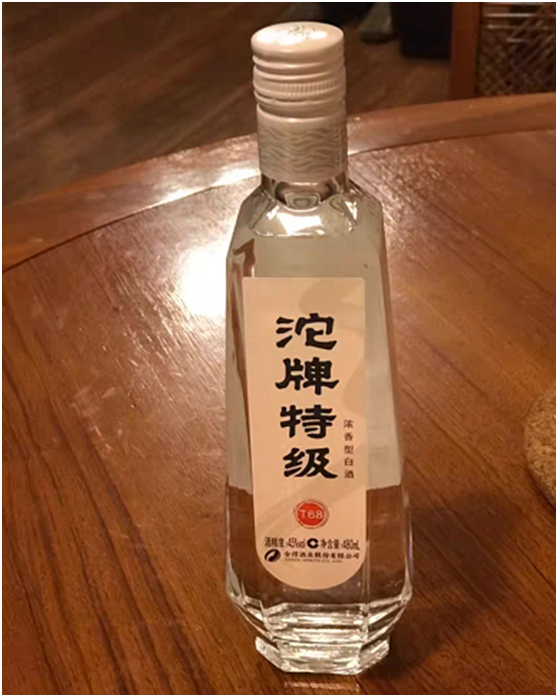 沱牌特级
浓香型白酒
T68
酒精度:45%vol C 净含量:480mL
舍得酒业股份有限公司